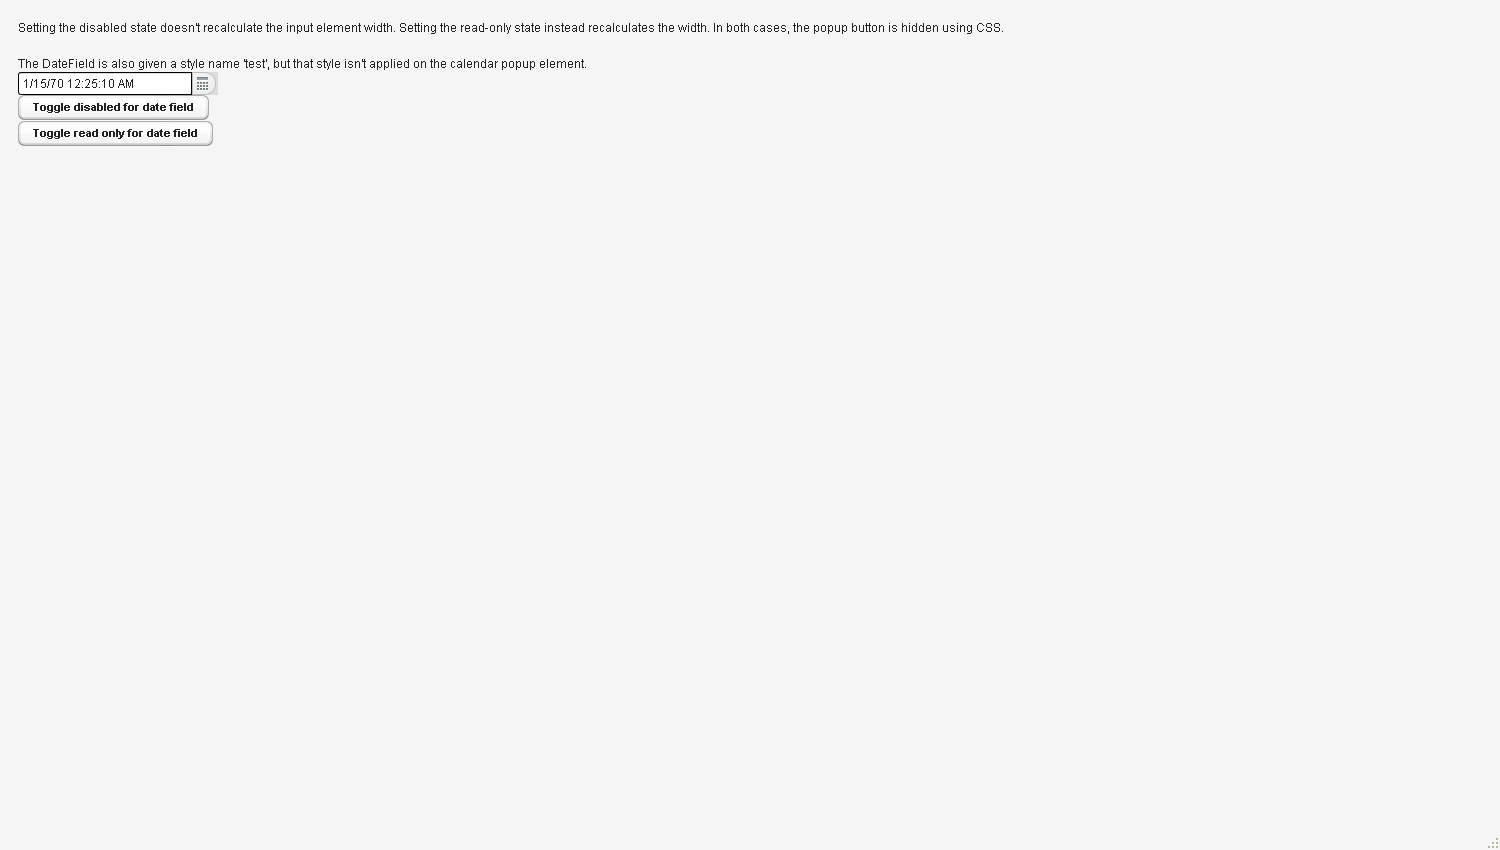 Setting the disabled state doesn't recalculate the input element width. Setting the read-only state instead recalculates the width. In both cases, the popup button is hidden using CSS.
The DateField is also given a style name 'test', but that style isn't applied on the calendar popup element.
1/15/70 12:25:10 AM
Toggle disabled for date field
Toggle read only for date field